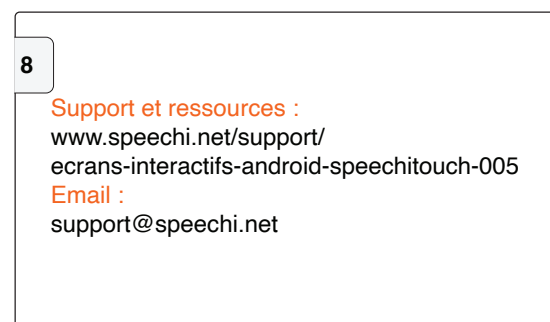 8
Support et ressources :
www.speechi.net/support/
ecrans-interactifs-android-speechitouch-005
Email :
support@speechi.net